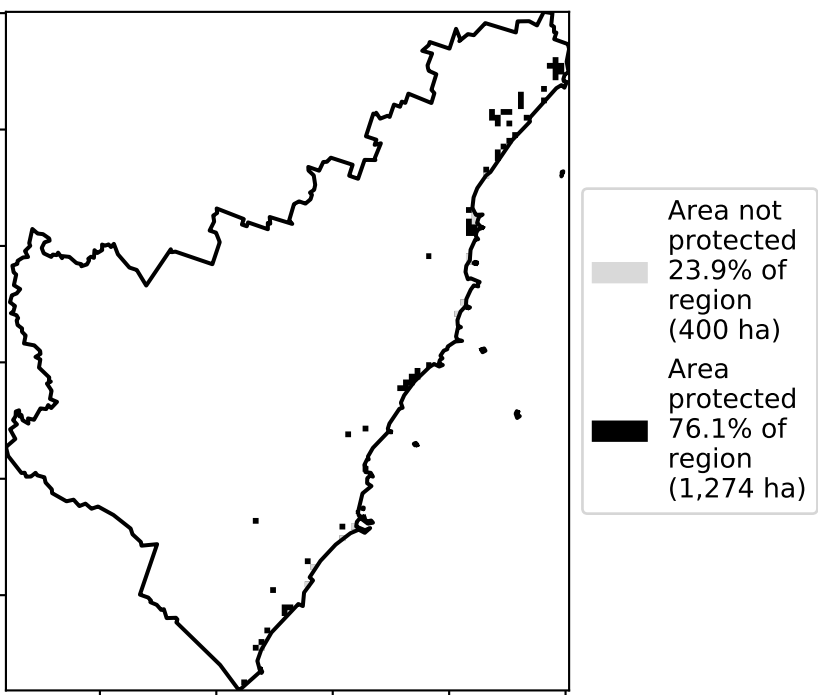 Area not
protected
23.9% of
region
(400 ha)
Area
protected
76.1% of
region
(1,274 ha)